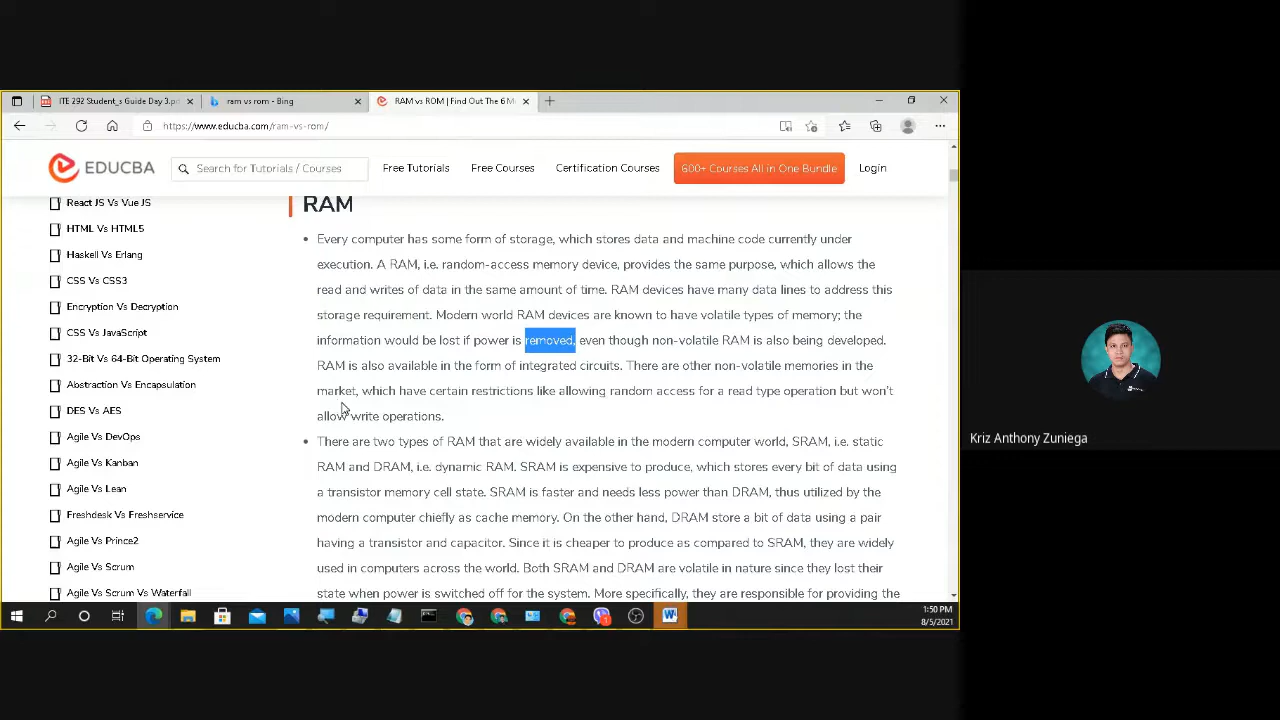 ITE 292 Student_s Guide Day 3.pd
ram vs rom - Bing
RAM vs ROM | Find Out The 6 M
https://www.educba.com/ram-vs-rom/
EDUCBA
Search for Tutorials / Courses
Free Tutorials
Free Courses
Certification Courses
600+ Courses All in One Bundle
Login
React JS Vs Vue JS
HTML Vs HTML5
Haskell Vs Erlang
CSS Vs CSS3
Encryption Vs Decryption
CSS Vs JavaScript
32-Bit Vs 64-Bit Operating System
Abstraction Vs Encapsulation
DES Vs AES
Agile Vs DevOps
Agile Vs Kanban
Agile Vs Lean
Freshdesk Vs Freshservice
Agile Vs Prince2
Agile Vs Scrum
Agile Vs Scrum Vs Waterfall
RAM
Every computer has some form of storage, which stores data and machine code currently under
execution. A RAM, i.e. random-access memory device, provides the same purpose, which allows the
read and writes of data in the same amount of time. RAM devices have many data lines to address this
storage requirement. Modern world RAM devices are known to have volatile types of memory; the
information would be lost if power is removed, even though non-volatile RAM is also being developed.
RAM is also available in the form of integrated circuits. There are other non-volatile memories in the
market, which have certain restrictions like allowing random access for a read type operation but won't
allow write operations.
There are two types of RAM that are widely available in the modern computer world, SRAM, i.e. static
RAM and DRAM, i.e. dynamic RAM. SRAM is expensive to produce, which stores every bit of data using
a transistor memory cell state. SRAM is faster and needs less power than DRAM, thus utilized by the
modern computer chiefly as cache memory. On the other hand, DRAM store a bit of data using a pair
having a transistor and capacitor. Since it is cheaper to produce as compared to SRAM, they are widely
used in computers across the world. Both SRAM and DRAM are volatile in nature since they lost their
state when power is switched off for the system. More specifically, they are responsible for providing the
1:50 PM
8/5/2021
Kriz Anthony Zuniega